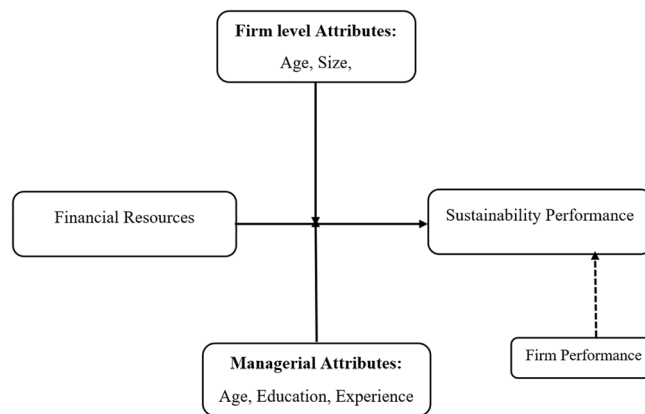 Firm level Attributes:
Age, Size,
Financial Resources
Sustainability Performance
Firm Performance
Managerial Attributes:
Age, Education, Experience